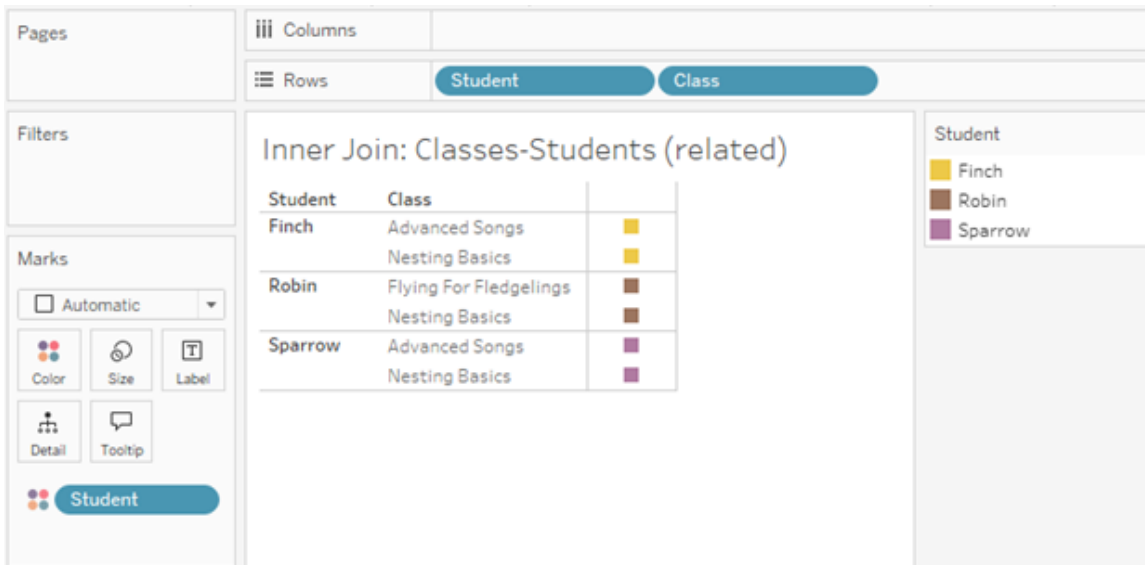 Pages
Columns
Rows
Student
Class
Filters
Marks
Automatic
Color
Size
Label
Detail
Tooltip
Student
Inner Join: Classes-Students (related)
Student Class
Finch Advanced Songs
Nesting Basics
Robin Flying For Fledgelings
Nesting Basics
Sparrow Advanced Songs
Nesting Basics
Student
Finch
Robin
Sparrow